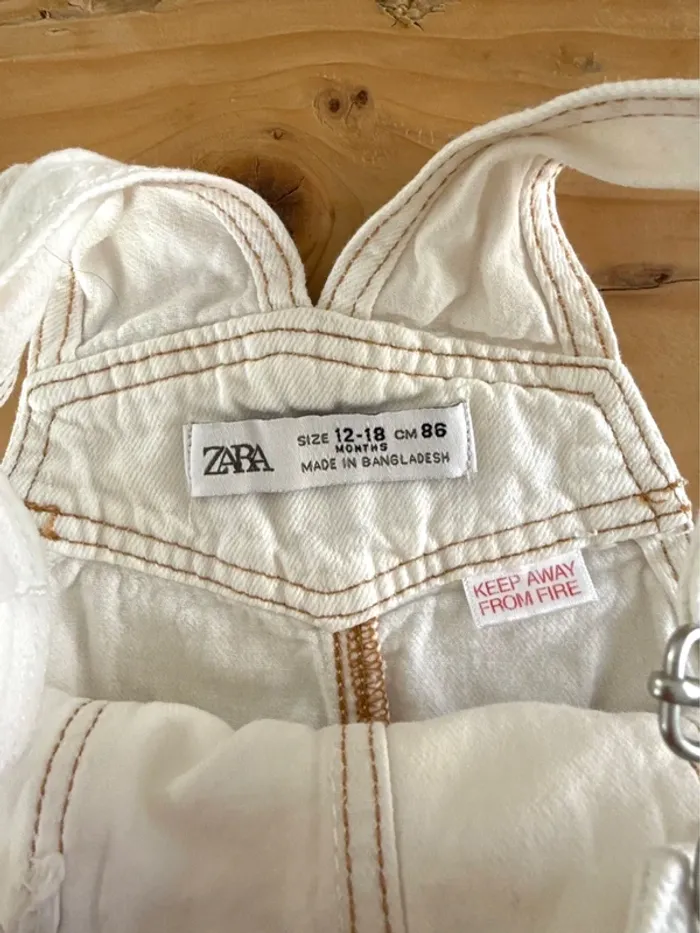 ZARA
SIZE 12-18 CM 86
MONTHS
MADE IN BANGLADESH
KEEP AWAY
FROM FIRE